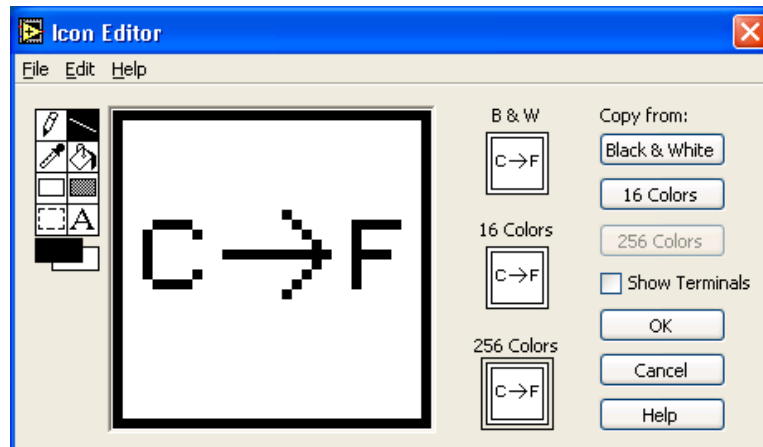 Icon Editor
File Edit Help
B & W
C→F
16 Colors
C→F
256 Colors
C→F
A
C→F
Copy from:
Black & White
16 Colors
256 Colors
Show Terminals
OK
Cancel
Help